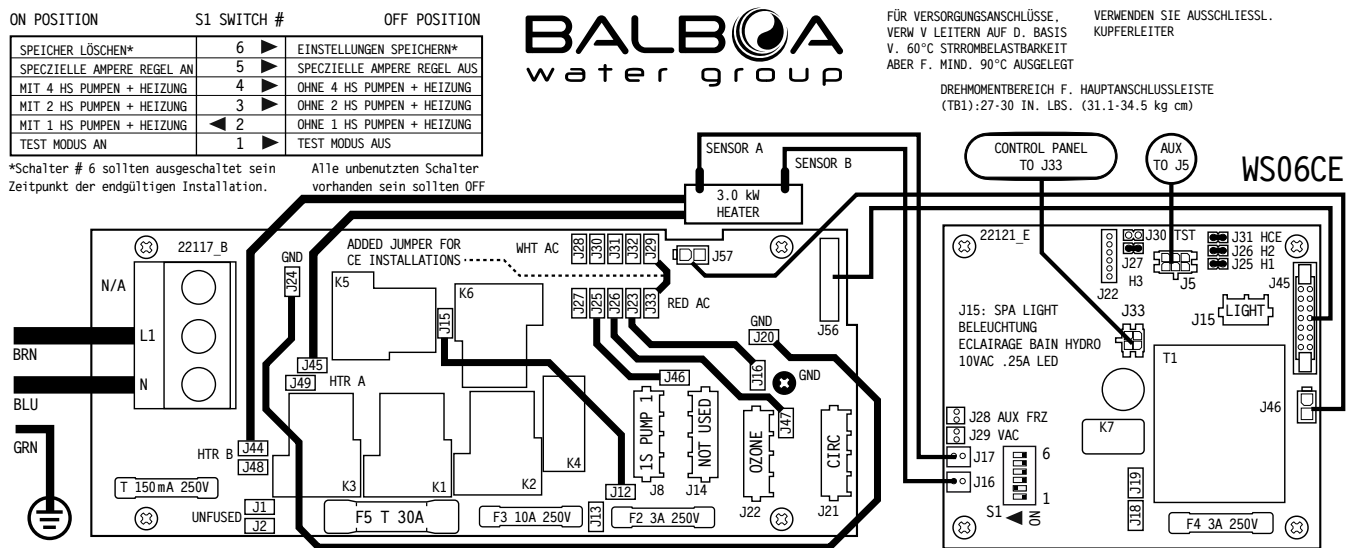 ON POSITION S1 SWITCH # OFF POSITION
SPEICHER LÖSCHEN* 6 ▶ EINSTELLUNGEN SPEICHERN*
SPECZIELLE AMPERE REGEL AN 5 ▶ SPECZIELLE AMPERE REGEL AUS
MIT 4 HS PUMPEN + HEIZUNG 4 ▶ OHNE 4 HS PUMPEN + HEIZUNG
MIT 2 HS PUMPEN + HEIZUNG 3 ▶ OHNE 2 HS PUMPEN + HEIZUNG
MIT 1 HS PUMPEN + HEIZUNG ◀ 2 OHNE 1 HS PUMPEN + HEIZUNG
TEST MODUS AN 1 ▶ TEST MODUS AUS
*Schalter # 6 sollten ausgeschaltet sein
Zeitpunkt der endgültigen Installation.
Alle unbenutzten Schalter
vorhanden sein sollten OFF
BALBOA
water group
FÜR VERSORGUNGSANSCHLÜSSE,
VERW V LEITERN AUF D. BASIS
V. 60°C STRROMBELASTBARKEIT
ABER F. MIND. 90°C AUSGELEGT
VERWENDEN SIE AUSSCHLIESSL.
KUPFERLEITER
DREHMOMENTBEREICH F. HAUPTANSCHLUSSLEISTE
(TB1):27-30 IN. LBS. (31.1-34.5 kg cm)
SENSOR A
SENSOR B
3.0 kW
HEATER
CONTROL PANEL
TO J33
AUX
TO J5
WS06CE
22117_B
N/A
L1
N
BRN
BLU
GRN
GND
J24
ADDED JUMPER FOR
CE INSTALLATIONS
WHT AC
J28
J30
J31
J32
J29
J57
K5
K6
J15
J27
J25
J26
J23
J33
RED AC
J56
GND
J20
J45
J49
HTR A
J46
J16
GND
J47
J44
HTR B
J48
K3
K1
K2
K4
1S PUMP 1
J8
NOT USED
J14
OZONE
J22
CIRC
J21
J12
J13
T 150mA 250V
UNFUSED
J1
J2
F5 T 30A
F3 10A 250V
F2 3A 250V
22121_E
J30 TST
J27
H3
J22
J5
J31 HCE
J26 H2
J25 H1
J45
J15
LIGHT
J15: SPA LIGHT
BELEUCHTUNG
ECLAIRAGE BAIN HYDRO
10VAC .25A LED
J33
T1
K7
J46
J28 AUX FRZ
J29 VAC
J17
J16
6
1
S1
ON
J19
J18
F4 3A 250V